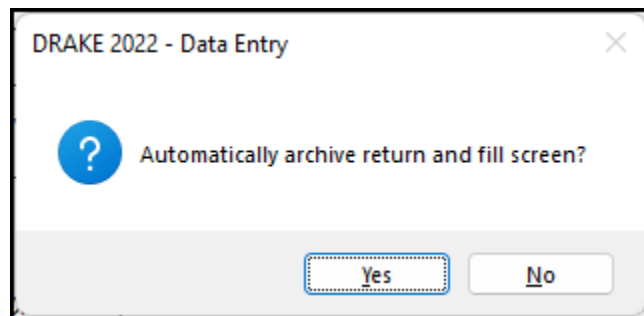 DRAKE 2022 - Data Entry
Automatically archive return and fill screen?
Yes No